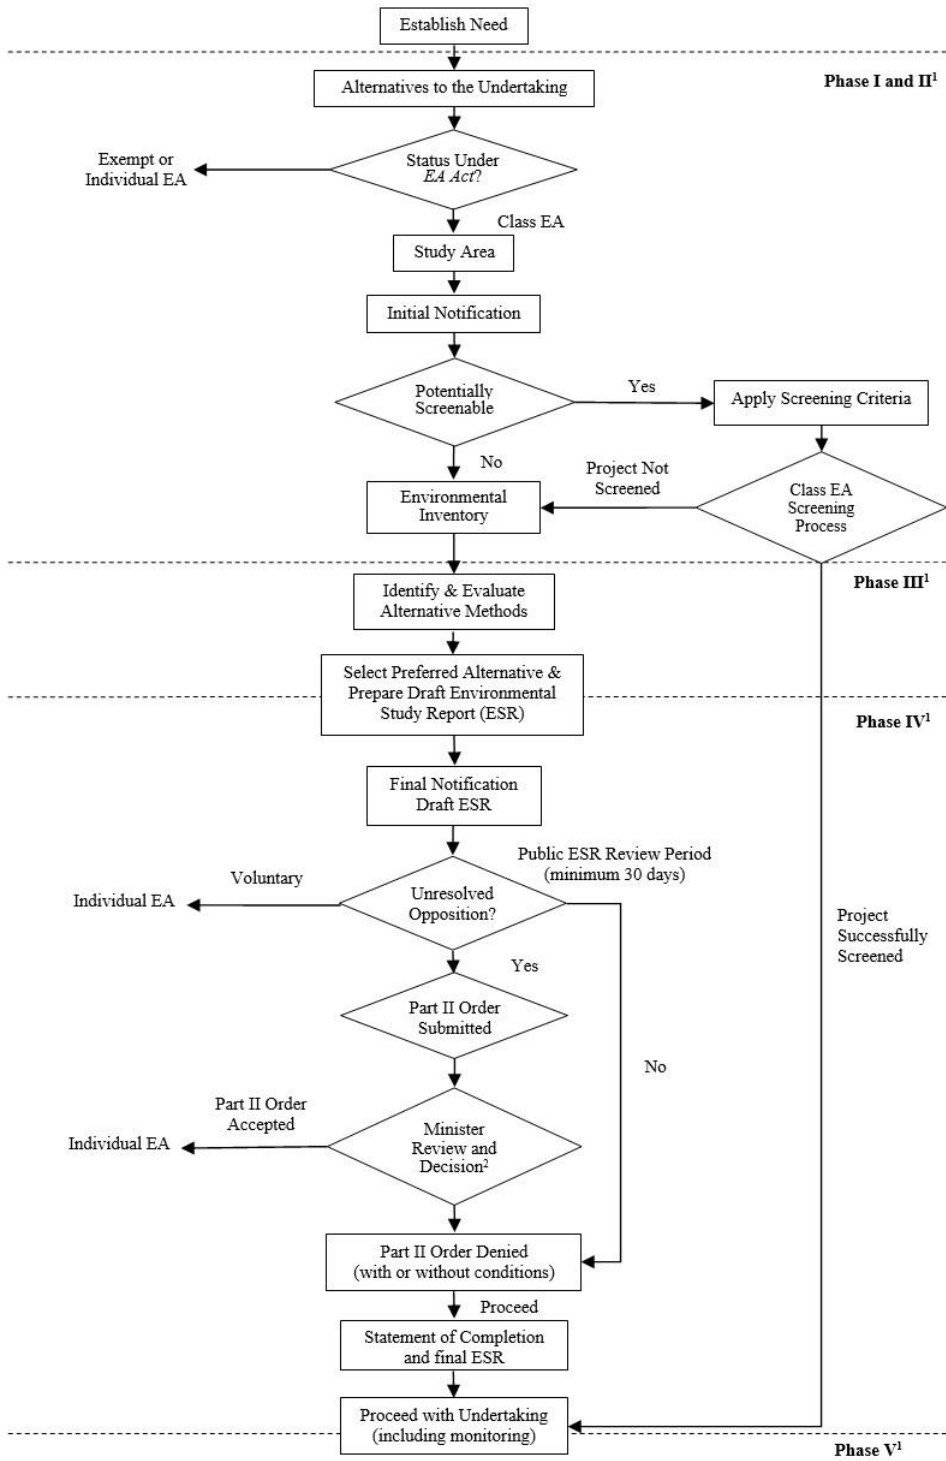 Establish Need
Phase I and II¹
Alternatives to the Undertaking
Exempt or
Individual EA
Status Under
EA Act?
Class EA
Study Area
Initial Notification
Potentially
Screenable
Yes
Apply Screening Criteria
No
Project Not
Screened
Class EA
Screening
Process
Environmental
Inventory
Phase III¹
Identify & Evaluate
Alternative Methods
Select Preferred Alternative &
Prepare Draft Environmental
Study Report (ESR)
Phase IV¹
Final Notification
Draft ESR
Public ESR Review Period
(minimum 30 days)
Voluntary
Individual EA
Unresolved
Opposition?
Project
Successfully
Screened
Yes
Part II Order
Submitted
No
Part II Order
Accepted
Individual EA
Minister
Review and
Decision²
Part II Order Denied
(with or without conditions)
Proceed
Statement of Completion
and final ESR
Proceed with Undertaking
(including monitoring)
Phase V¹